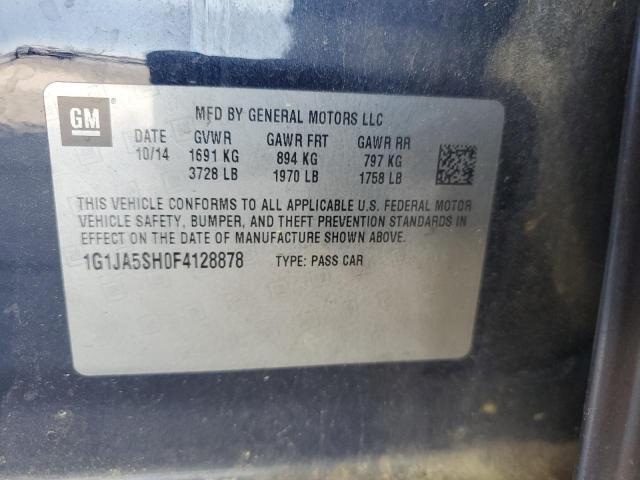 GM
MFD BY GENERAL MOTORS LLC
DATE GVWR GAWR FRT GAWR RR
10/14 1691 KG 894 KG 797 KG
3728 LB 1970 LB 1758 LB
THIS VEHICLE CONFORMS TO ALL APPLICABLE U.S. FEDERAL MOTOR
VEHICLE SAFETY, BUMPER, AND THEFT PREVENTION STANDARDS IN
EFFECT ON THE DATE OF MANUFACTURE SHOWN ABOVE.
1G1JA5SH0F4128878 TYPE: PASS CAR